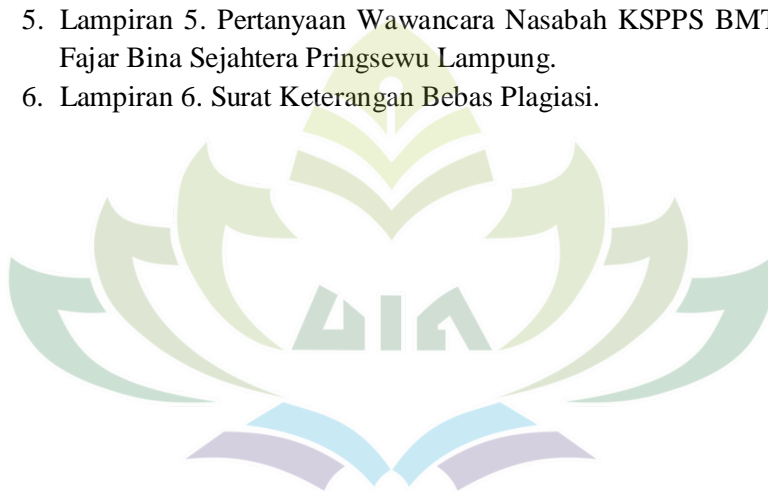 5. Lampiran 5. Pertanyaan Wawancara Nasabah KSPPS BMT
Fajar Bina Sejahtera Pringsewu Lampung.
6. Lampiran 6. Surat Keterangan Bebas Plagiasi.
UIN